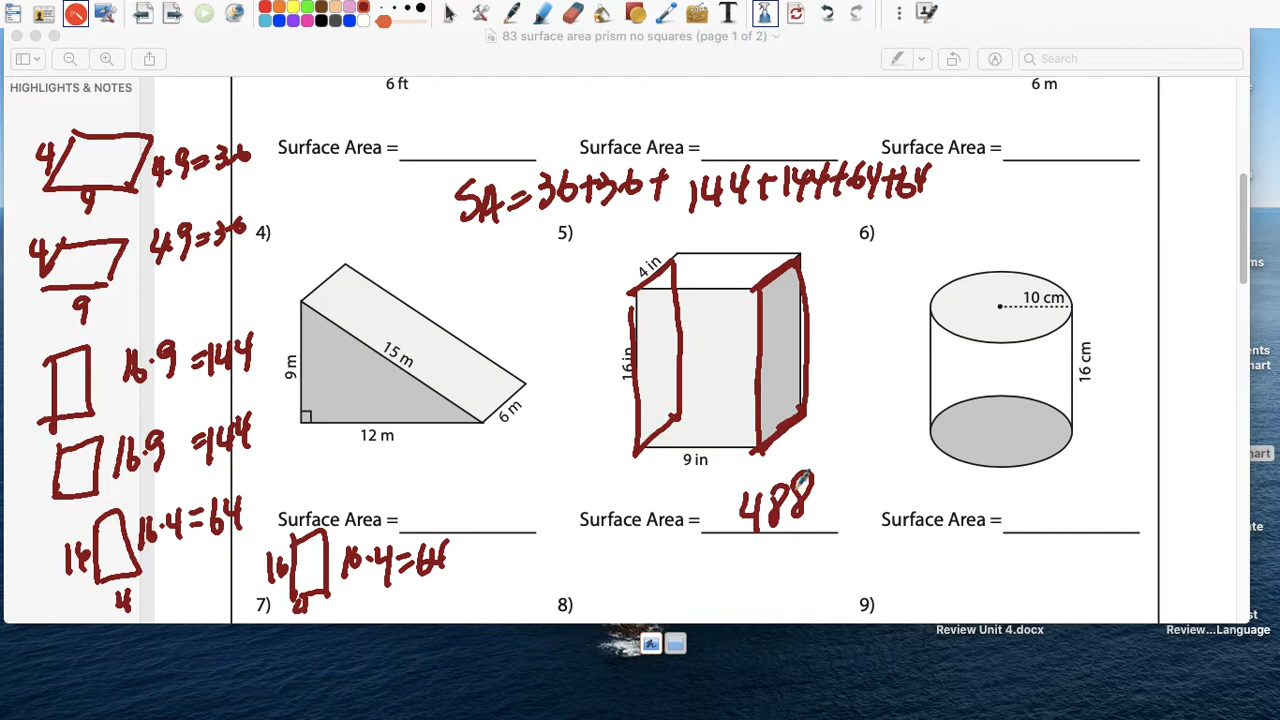 83 surface area prism no squares (page 1 of 2)
Search
HIGHLIGHTS & NOTES
6 ft
6 m
Surface Area =
Surface Area =
Surface Area =
4
4·9=36
9
SA=36+36+ 144+144+64+64
4
4·9=36
9
4)
5)
6)
9 m
15 m
6 m
12 m
4 in
16 in
9 in
10 cm
16 cm
16·9 =144
16·9 =144
16
16·4=64
4
Surface Area =
Surface Area = 488
Surface Area =
16
16·4=64
4
7)
8)
9)
Review Unit 4.docx
Review...Language